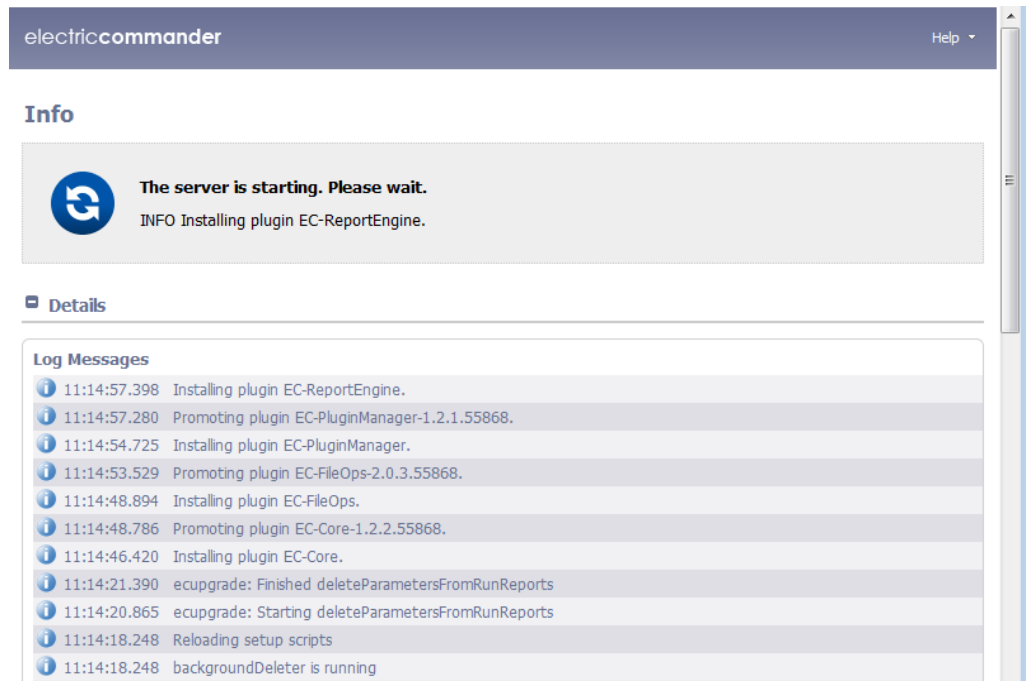 electriccommander
Help
Info
The server is starting. Please wait.
INFO Installing plugin EC-ReportEngine.
Details
Log Messages
11:14:57.398 Installing plugin EC-ReportEngine.
11:14:57.280 Promoting plugin EC-PluginManager-1.2.1.55868.
11:14:54.725 Installing plugin EC-PluginManager.
11:14:53.529 Promoting plugin EC-FileOps-2.0.3.55868.
11:14:48.894 Installing plugin EC-FileOps.
11:14:48.786 Promoting plugin EC-Core-1.2.2.55868.
11:14:46.420 Installing plugin EC-Core.
11:14:21.390 ecupgrade: Finished deleteParametersFromRunReports
11:14:20.865 ecupgrade: Starting deleteParametersFromRunReports
11:14:18.248 Reloading setup scripts
11:14:18.248 backgroundDeleter is running